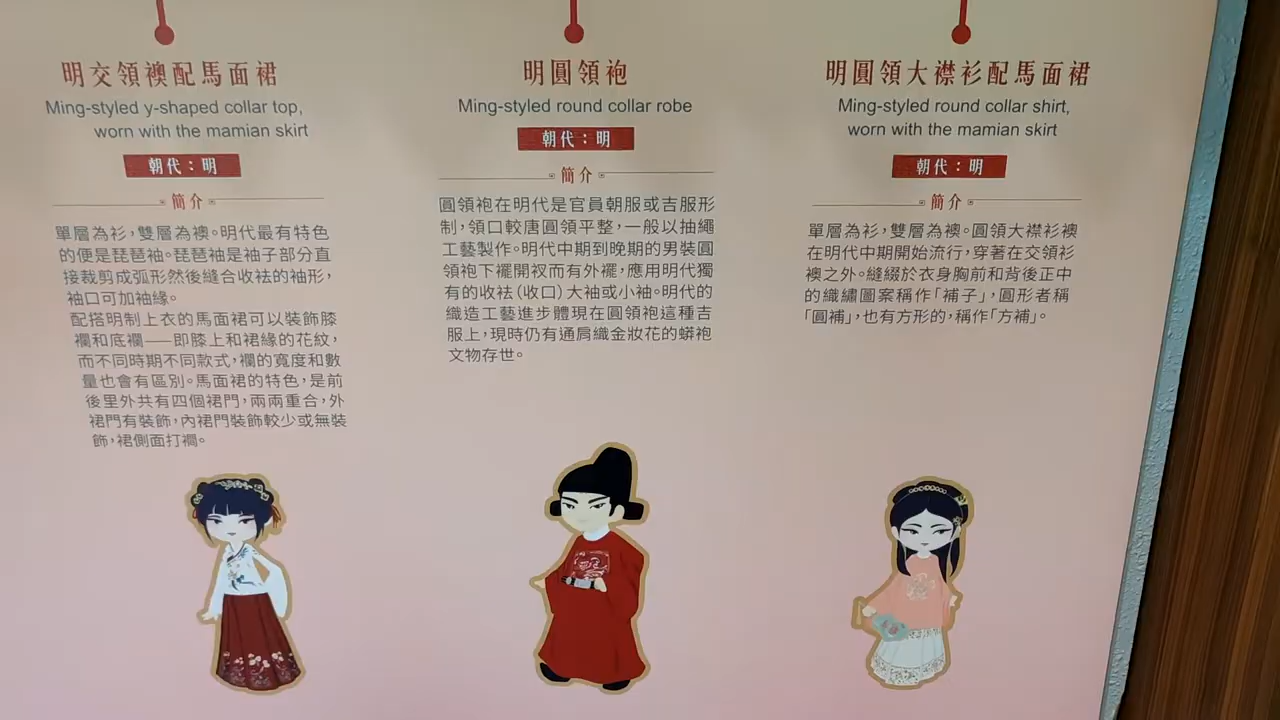 明交領襖配馬面裙
Ming-styled y-shaped collar top,
worn with the mamian skirt
朝代：明
簡介
單層為衫，雙層為襖。明代最有特色
的便是琵琶袖。琵琶袖是袖子部分直
接裁剪成弧形然後縫合收袪的袖形，
袖口可加袖緣。
配搭明制上衣的馬面裙可以裝飾膝
襴和底襴——即膝上和裙緣的花紋，
而不同時期不同款式，襴的寬度和數
量也會有區別。馬面裙的特色，是前
後里外共有四個裙門，兩兩重合，外
裙門有裝飾，內裙門裝飾較少或無裝
飾，裙側面打襉。
明圓領袍
Ming-styled round collar robe
朝代：明
簡介
圓領袍在明代是官員朝服或吉服形
制，領口較唐圓領平整，一般以抽繩
工藝製作。明代中期到晚期的男裝圓
領袍下襬開衩而有外襬，應用明代獨
有的收袪（收口）大袖或小袖。明代的
織造工藝進步體現在圓領袍這種吉
服上，現時仍有通肩織金妝花的蟒袍
文物存世。
明圓領大襟衫配馬面裙
Ming-styled round collar shirt,
worn with the mamian skirt
朝代：明
簡介
單層為衫，雙層為襖。圓領大襟衫襖
在明代中期開始流行，穿著在交領衫
襖之外。縫綴於衣身胸前和背後正中
的織繡圖案稱作「補子」，圓形者稱
「圓補」，也有方形的，稱作「方補」。